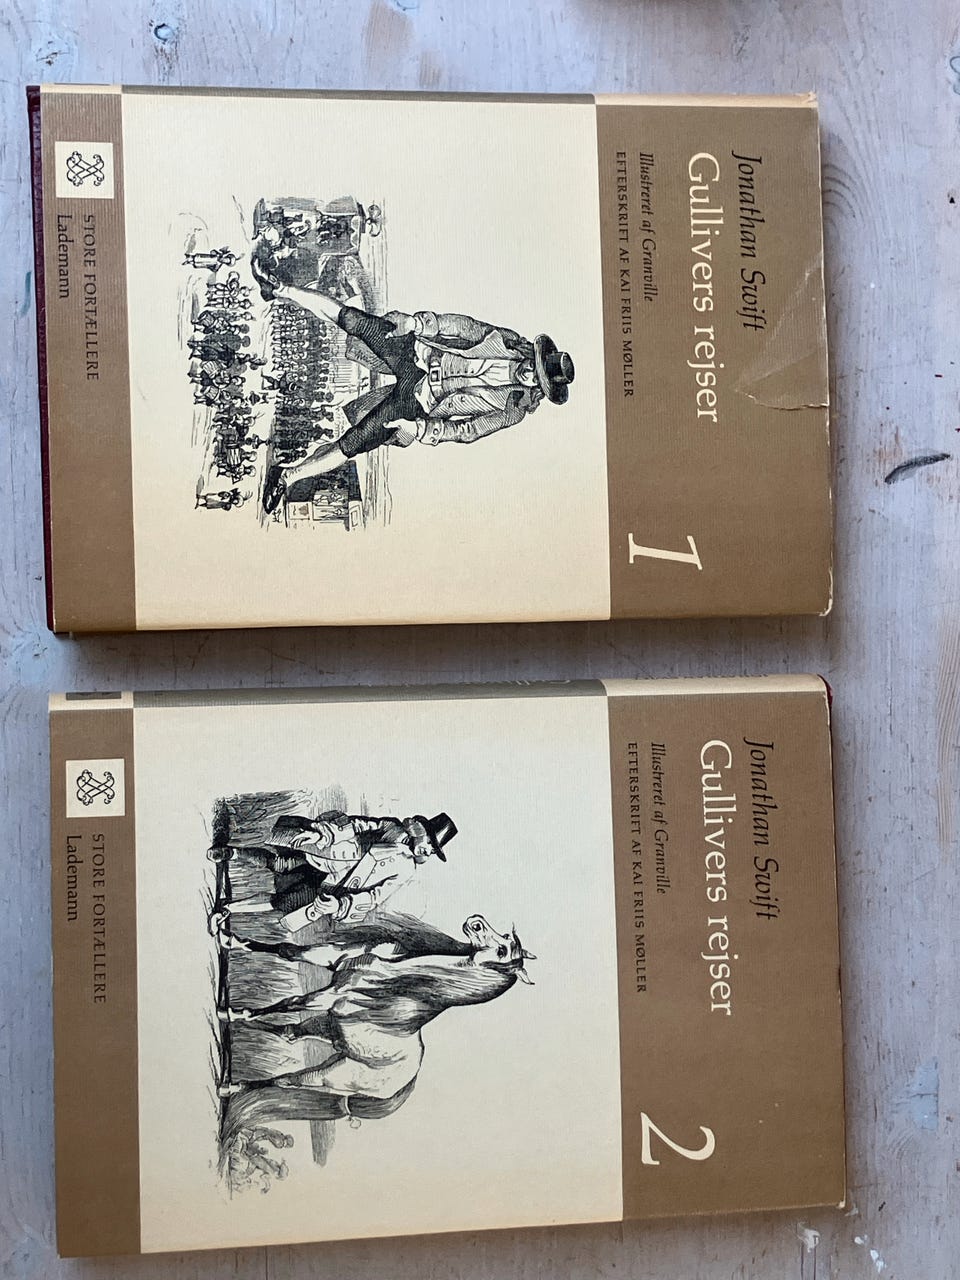 Jonathan Swift
Gullivers rejser
Illustreret af Granville
EFTERSKRIFT AF KAI FRIIS MØLLER
1
STORE FORTÆLLERE
Lademann
Jonathan Swift
Gullivers rejser
Illustreret af Granville
EFTERSKRIFT AF KAI FRIIS MØLLER
2
STORE FORTÆLLERE
Lademann